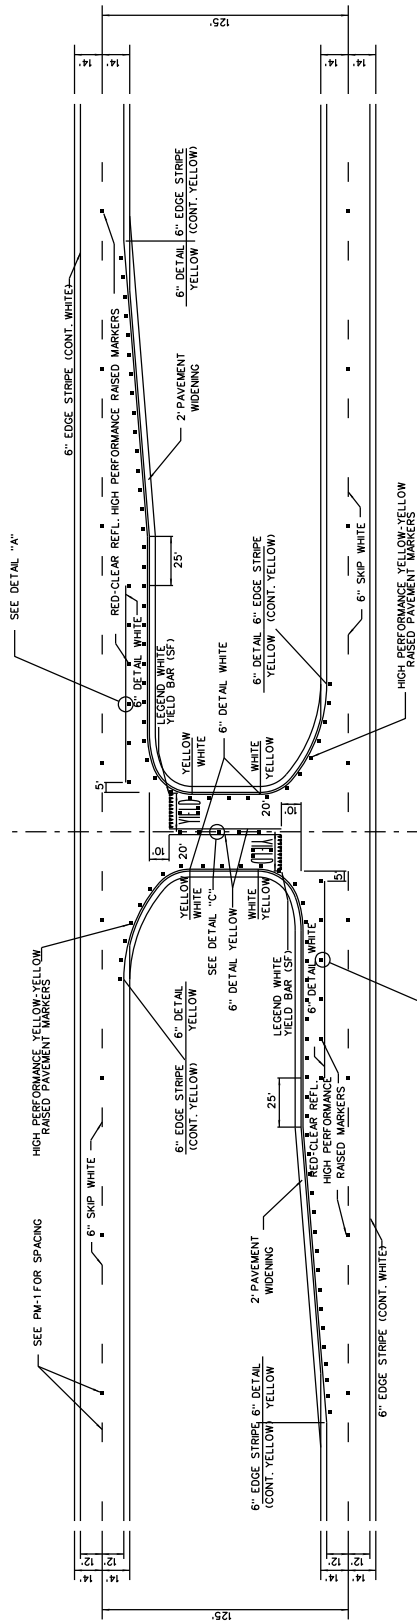 125'
14'
14'
14'
14'
6" EDGE STRIPE (CONT. WHITE)
6" DETAIL 6" EDGE STRIPE
YELLOW (CONT. YELLOW)
RED-CLEAR REFL. HIGH PERFORMANCE RAISED MARKERS
2' PAVEMENT
WIDENING
SEE DETAIL "A"
25'
6" DETAIL WHITE
LEGEND WHITE
YIELD BAR (SF)
6" DETAIL 6" EDGE STRIPE
YELLOW (CONT. YELLOW)
6" SKIP WHITE
HIGH PERFORMANCE YELLOW-YELLOW
RAISED PAVEMENT MARKERS
6" DETAIL WHITE
5'
YELLOW
WHITE
WHITE
YELLOW
20'
10'
YIELD
10'
20'
YIELD
YELLOW
WHITE
WHITE
YELLOW
SEE DETAIL "C"
6" DETAIL YELLOW
5'
LEGEND WHITE
YIELD BAR (SF)
6" DETAIL WHITE
HIGH PERFORMANCE YELLOW-YELLOW
RAISED PAVEMENT MARKERS
6" DETAIL
YELLOW
6" EDGE STRIPE
(CONT. YELLOW)
25'
RED-CLEAR REFL.
HIGH PERFORMANCE
RAISED MARKERS
6" SKIP WHITE
SEE PM-1 FOR SPACING
2' PAVEMENT
WIDENING
6" EDGE STRIPE (CONT. WHITE)
6" EDGE STRIPE 6" DETAIL
(CONT. YELLOW) YELLOW
12'
12'
14'
14'
12'
12'
14'
14'
125'